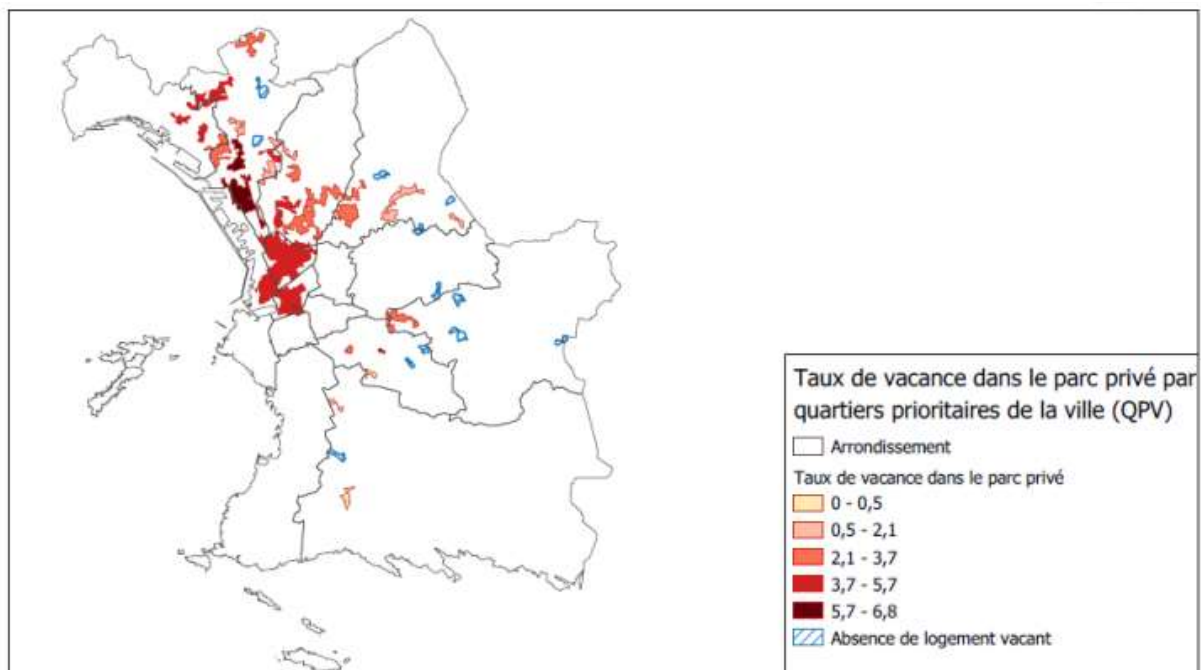 Taux de vacance dans le parc privé par
quartiers prioritaires de la ville (QPV)
Arrondissement
Taux de vacance dans le parc privé
0 - 0,5
0,5 - 2,1
2,1 - 3,7
3,7 - 5,7
5,7 - 6,8
Absence de logement vacant